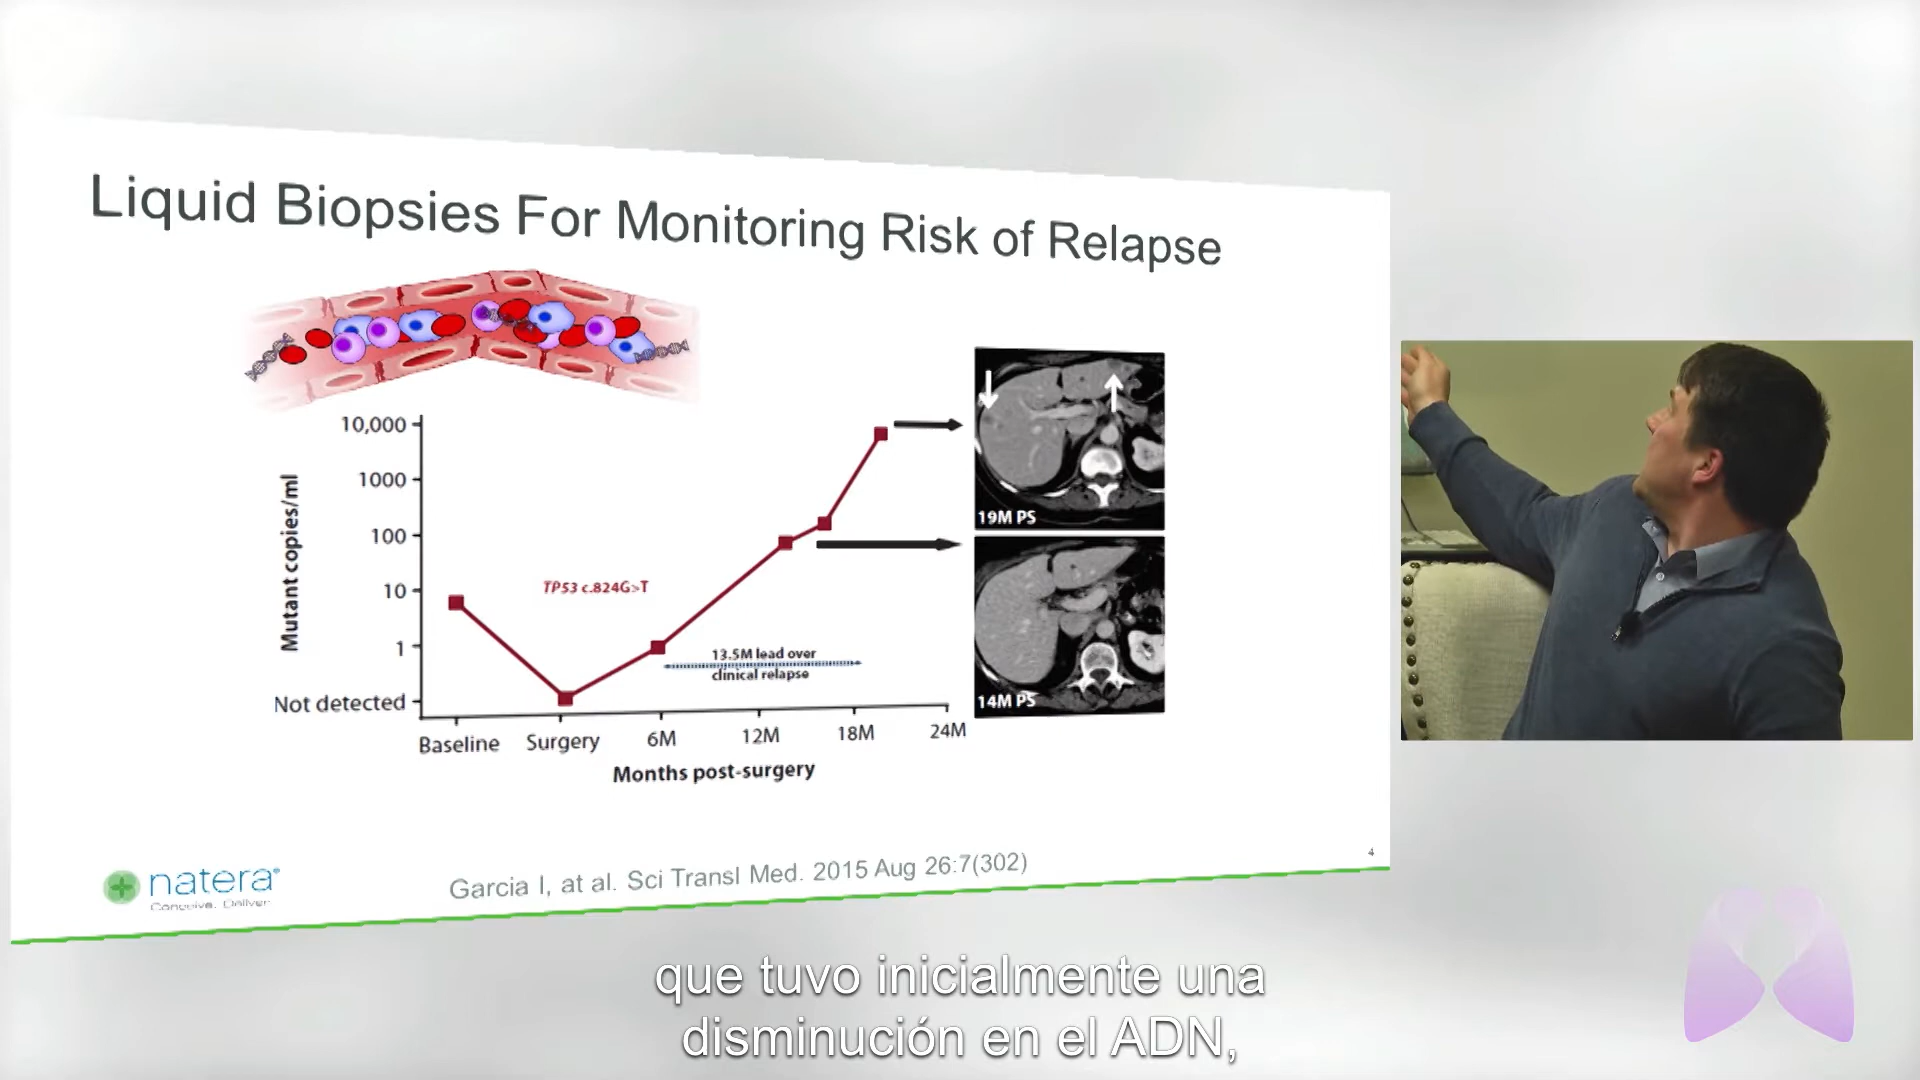 Liquid Biopsies For Monitoring Risk of Relapse
10,000
1000
100
10
1
Not detected
Mutant copies/ml
TP53 c.824G>T
13.5M lead over
clinical relapse
Baseline
Surgery
6M
12M
18M
24M
Months post-surgery
19M PS
14M PS
natera
Conceive. Deliver
Garcia I, at al. Sci Transl Med. 2015 Aug 26:7(302)
4
que tuvo inicialmente una
disminución en el ADN,